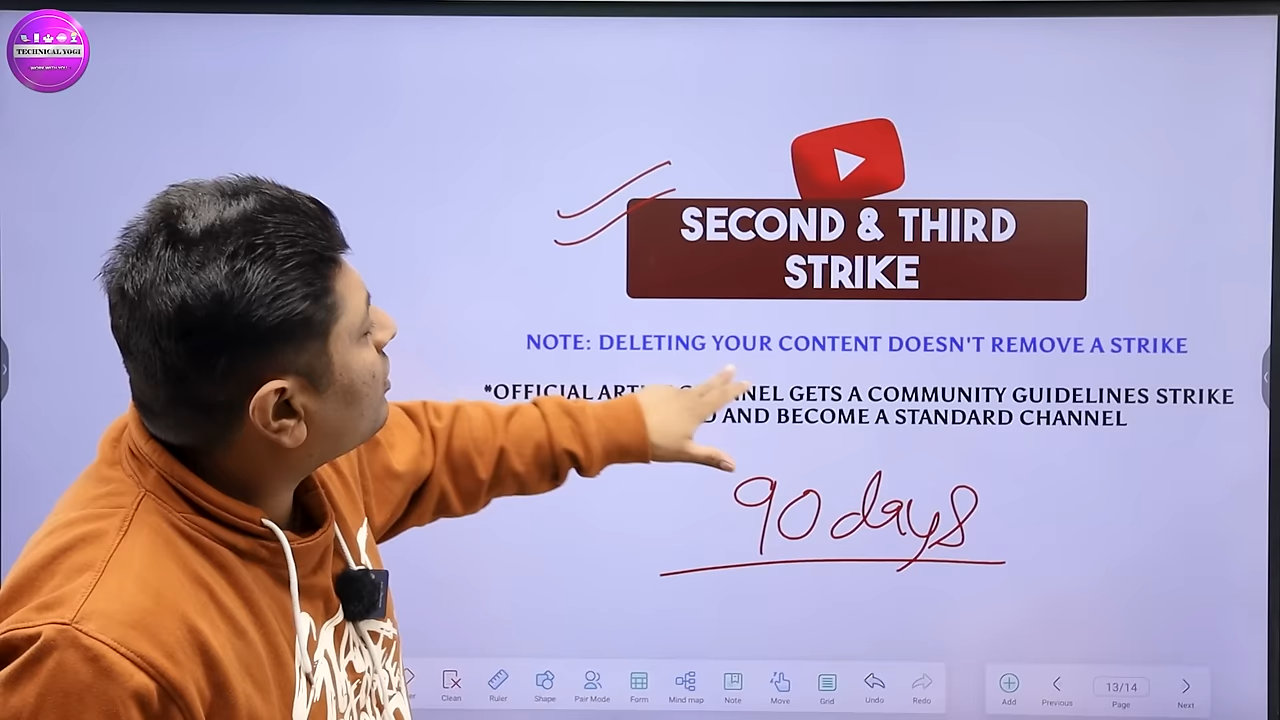 TECHNICAL YOGI
SECOND & THIRD
STRIKE
NOTE: DELETING YOUR CONTENT DOESN'T REMOVE A STRIKE
*OFFICIAL GETS A COMMUNITY GUIDELINES STRIKE
AND BECOME A STANDARD CHANNEL
90 days
Clean
Ruler
Shape
Pair Mode
Form
Mind map
Note
Move
Grid
Undo
Redo
Add
Previous
13/14
Page
Next